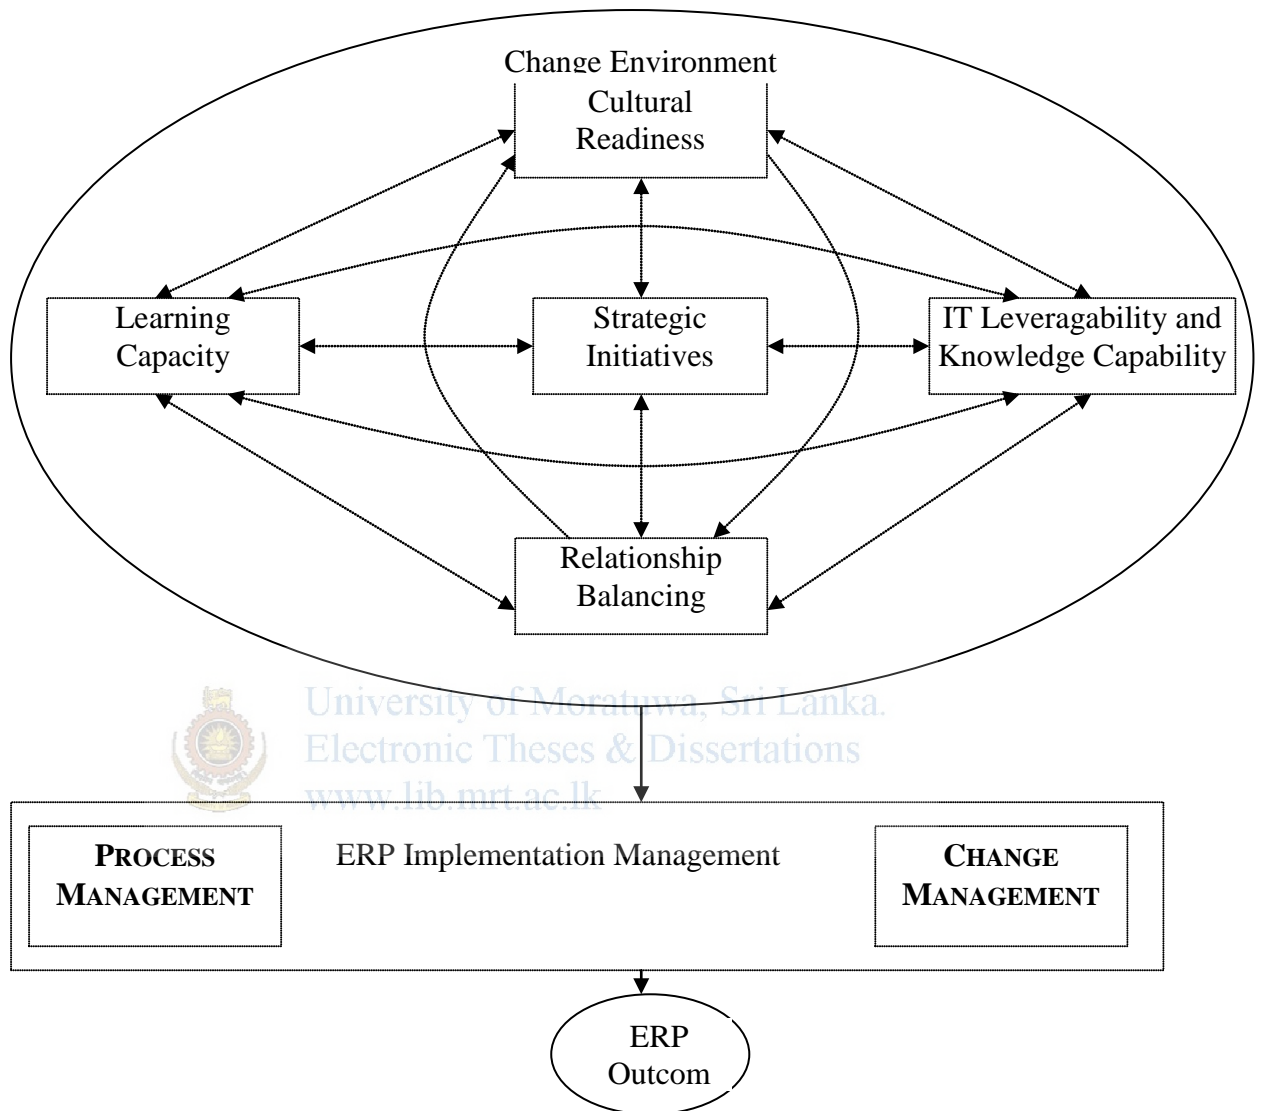 Change Environment
Cultural
Readiness
Learning
Capacity
Strategic
Initiatives
IT Leveragability and
Knowledge Capability
Relationship
Balancing
University of Moratuwa, Sri Lanka.
Electronic Theses & Dissertations
www.lib.mrt.ac.lk
PROCESS
MANAGEMENT
ERP Implementation Management
CHANGE
MANAGEMENT
ERP
Outcom